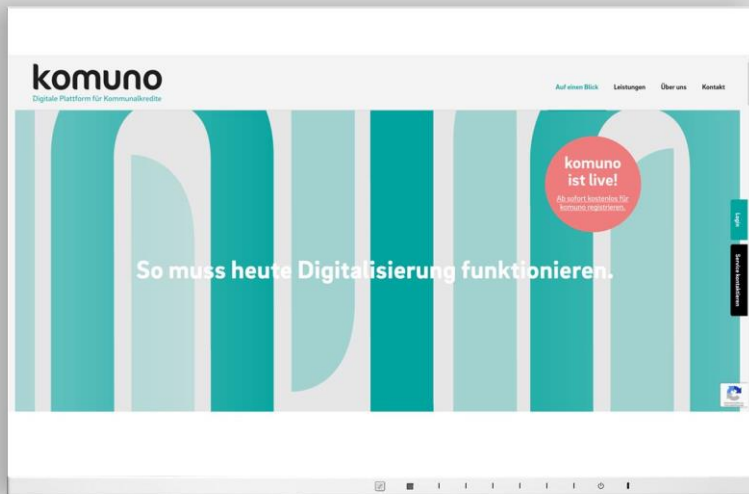 komuno
Digitale Plattform für Kommunalkredite
Auf einen Blick Leistungen Über uns Kontakt
komuno
ist live!
Ab sofort kostenlos für
komuno registrieren.
So muss heute Digitalisierung funktionieren.
Login
Service kontaktieren